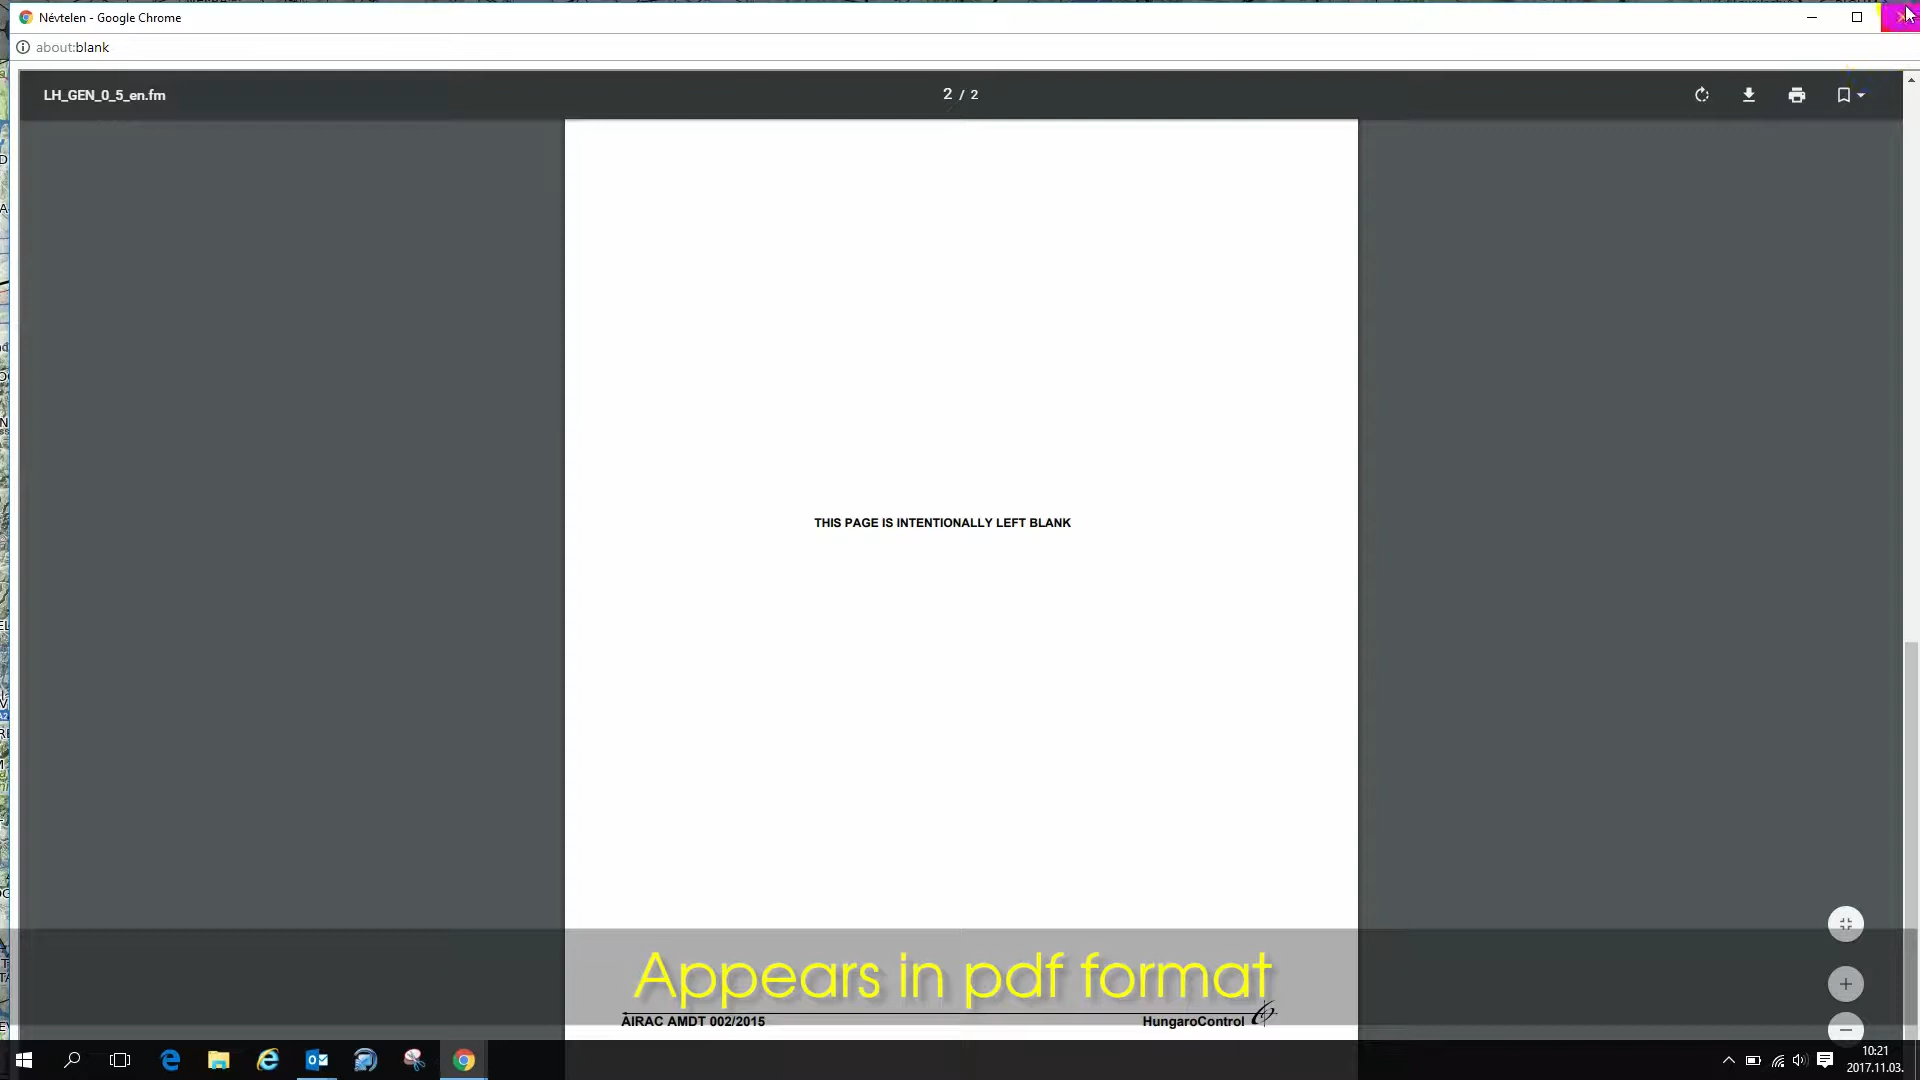 Névtelen - Google Chrome
about:blank
LH_GEN_0_5_en.fm
2 / 2
THIS PAGE IS INTENTIONALLY LEFT BLANK
Appears in pdf format
AIRAC AMDT 002/2015
HungaroControl
10:21
2017.11.03.